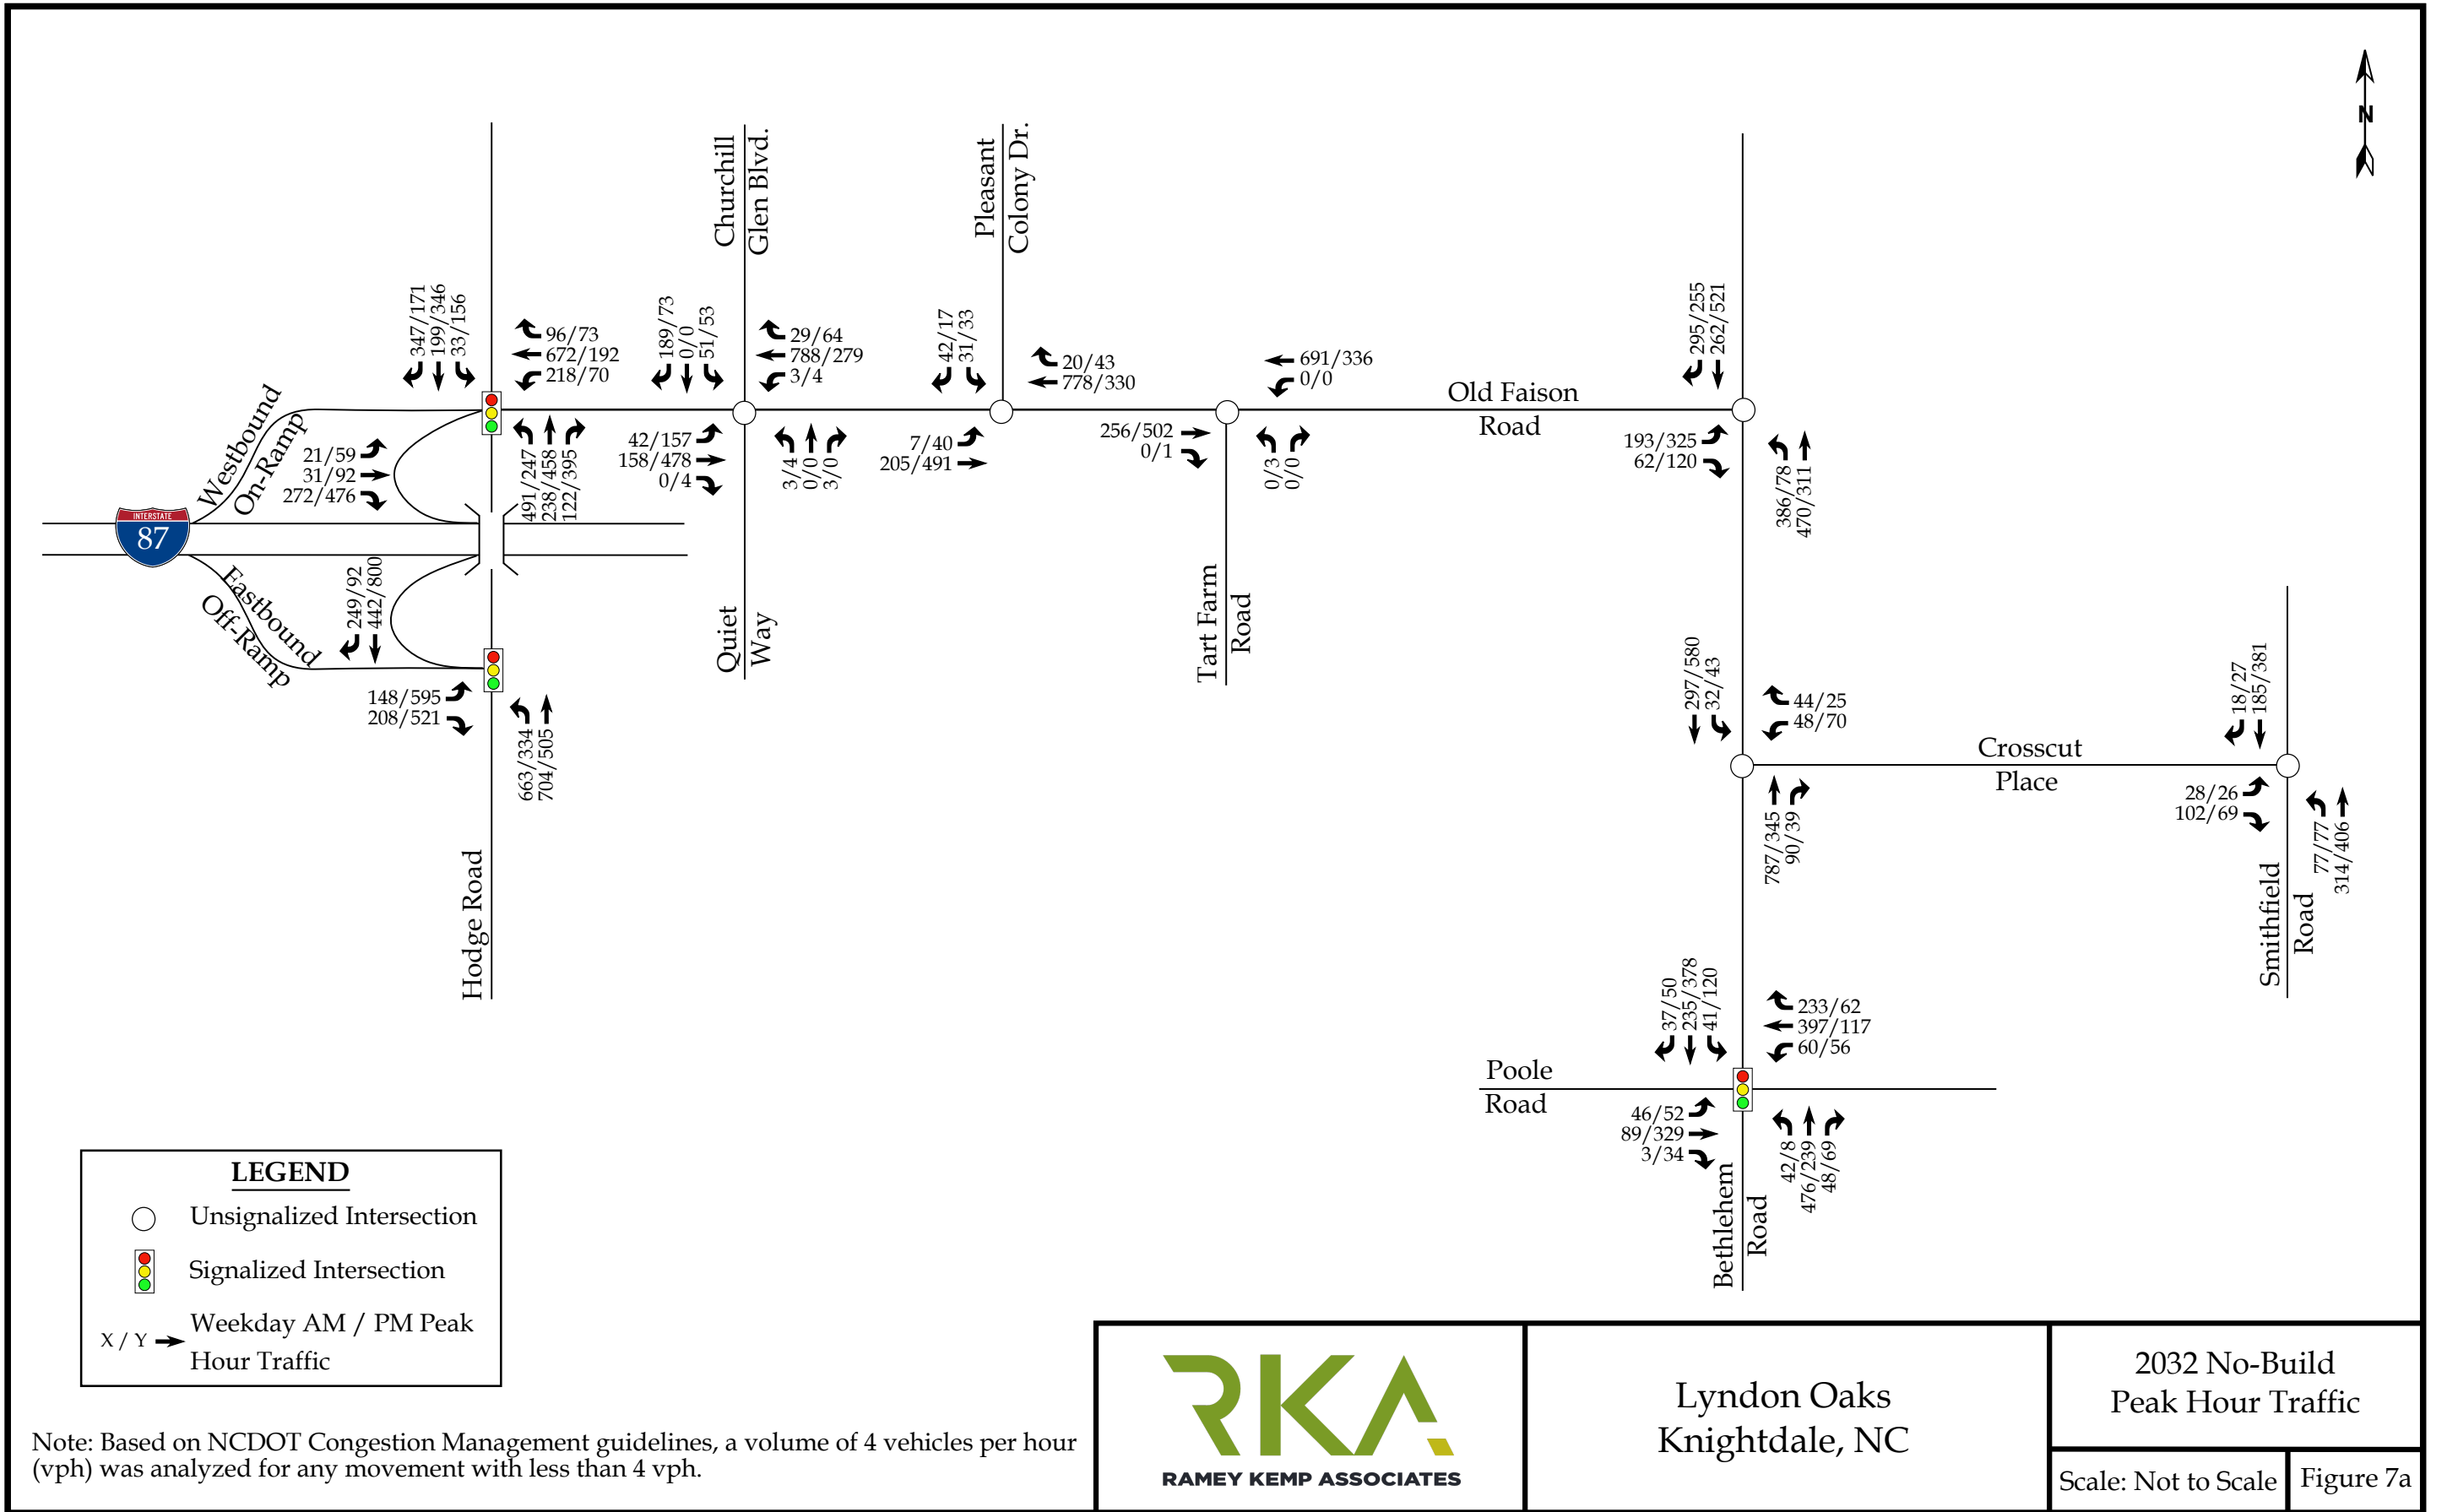 N
Churchill
Glen Blvd.
Pleasant
Colony Dr.
347/171
199/346
33/156
96/73
672/192
218/70
189/73
0/0
51/53
29/64
788/279
3/4
42/17
31/33
20/43
778/330
691/336
0/0
Old Faison
Road
295/255
262/521
Westbound
On-Ramp
21/59
31/92
272/476
491/247
238/458
122/395
42/157
158/478
0/4
3/4
0/0
3/0
7/40
205/491
256/502
0/1
0/3
0/0
193/325
62/120
386/78
470/311
INTERSTATE
87
Eastbound
Off-Ramp
249/92
442/800
148/595
208/521
663/334
704/505
Hodge Road
Quiet
Way
Tart Farm
Road
297/580
32/43
44/25
48/70
787/345
90/39
Crosscut
Place
18/27
185/381
28/26
102/69
77/77
314/406
Smithfield
Road
37/50
235/378
41/120
233/62
397/117
60/56
Poole
Road
46/52
89/329
3/34
42/8
476/239
48/69
Bethlehem
Road
LEGEND
Unsignalized Intersection
Signalized Intersection
X / Y
Weekday AM / PM Peak
Hour Traffic
Note: Based on NCDOT Congestion Management guidelines, a volume of 4 vehicles per hour
(vph) was analyzed for any movement with less than 4 vph.
RKA
RAMEY KEMP ASSOCIATES
Lyndon Oaks
Knightdale, NC
2032 No-Build
Peak Hour Traffic
Scale: Not to Scale
Figure 7a